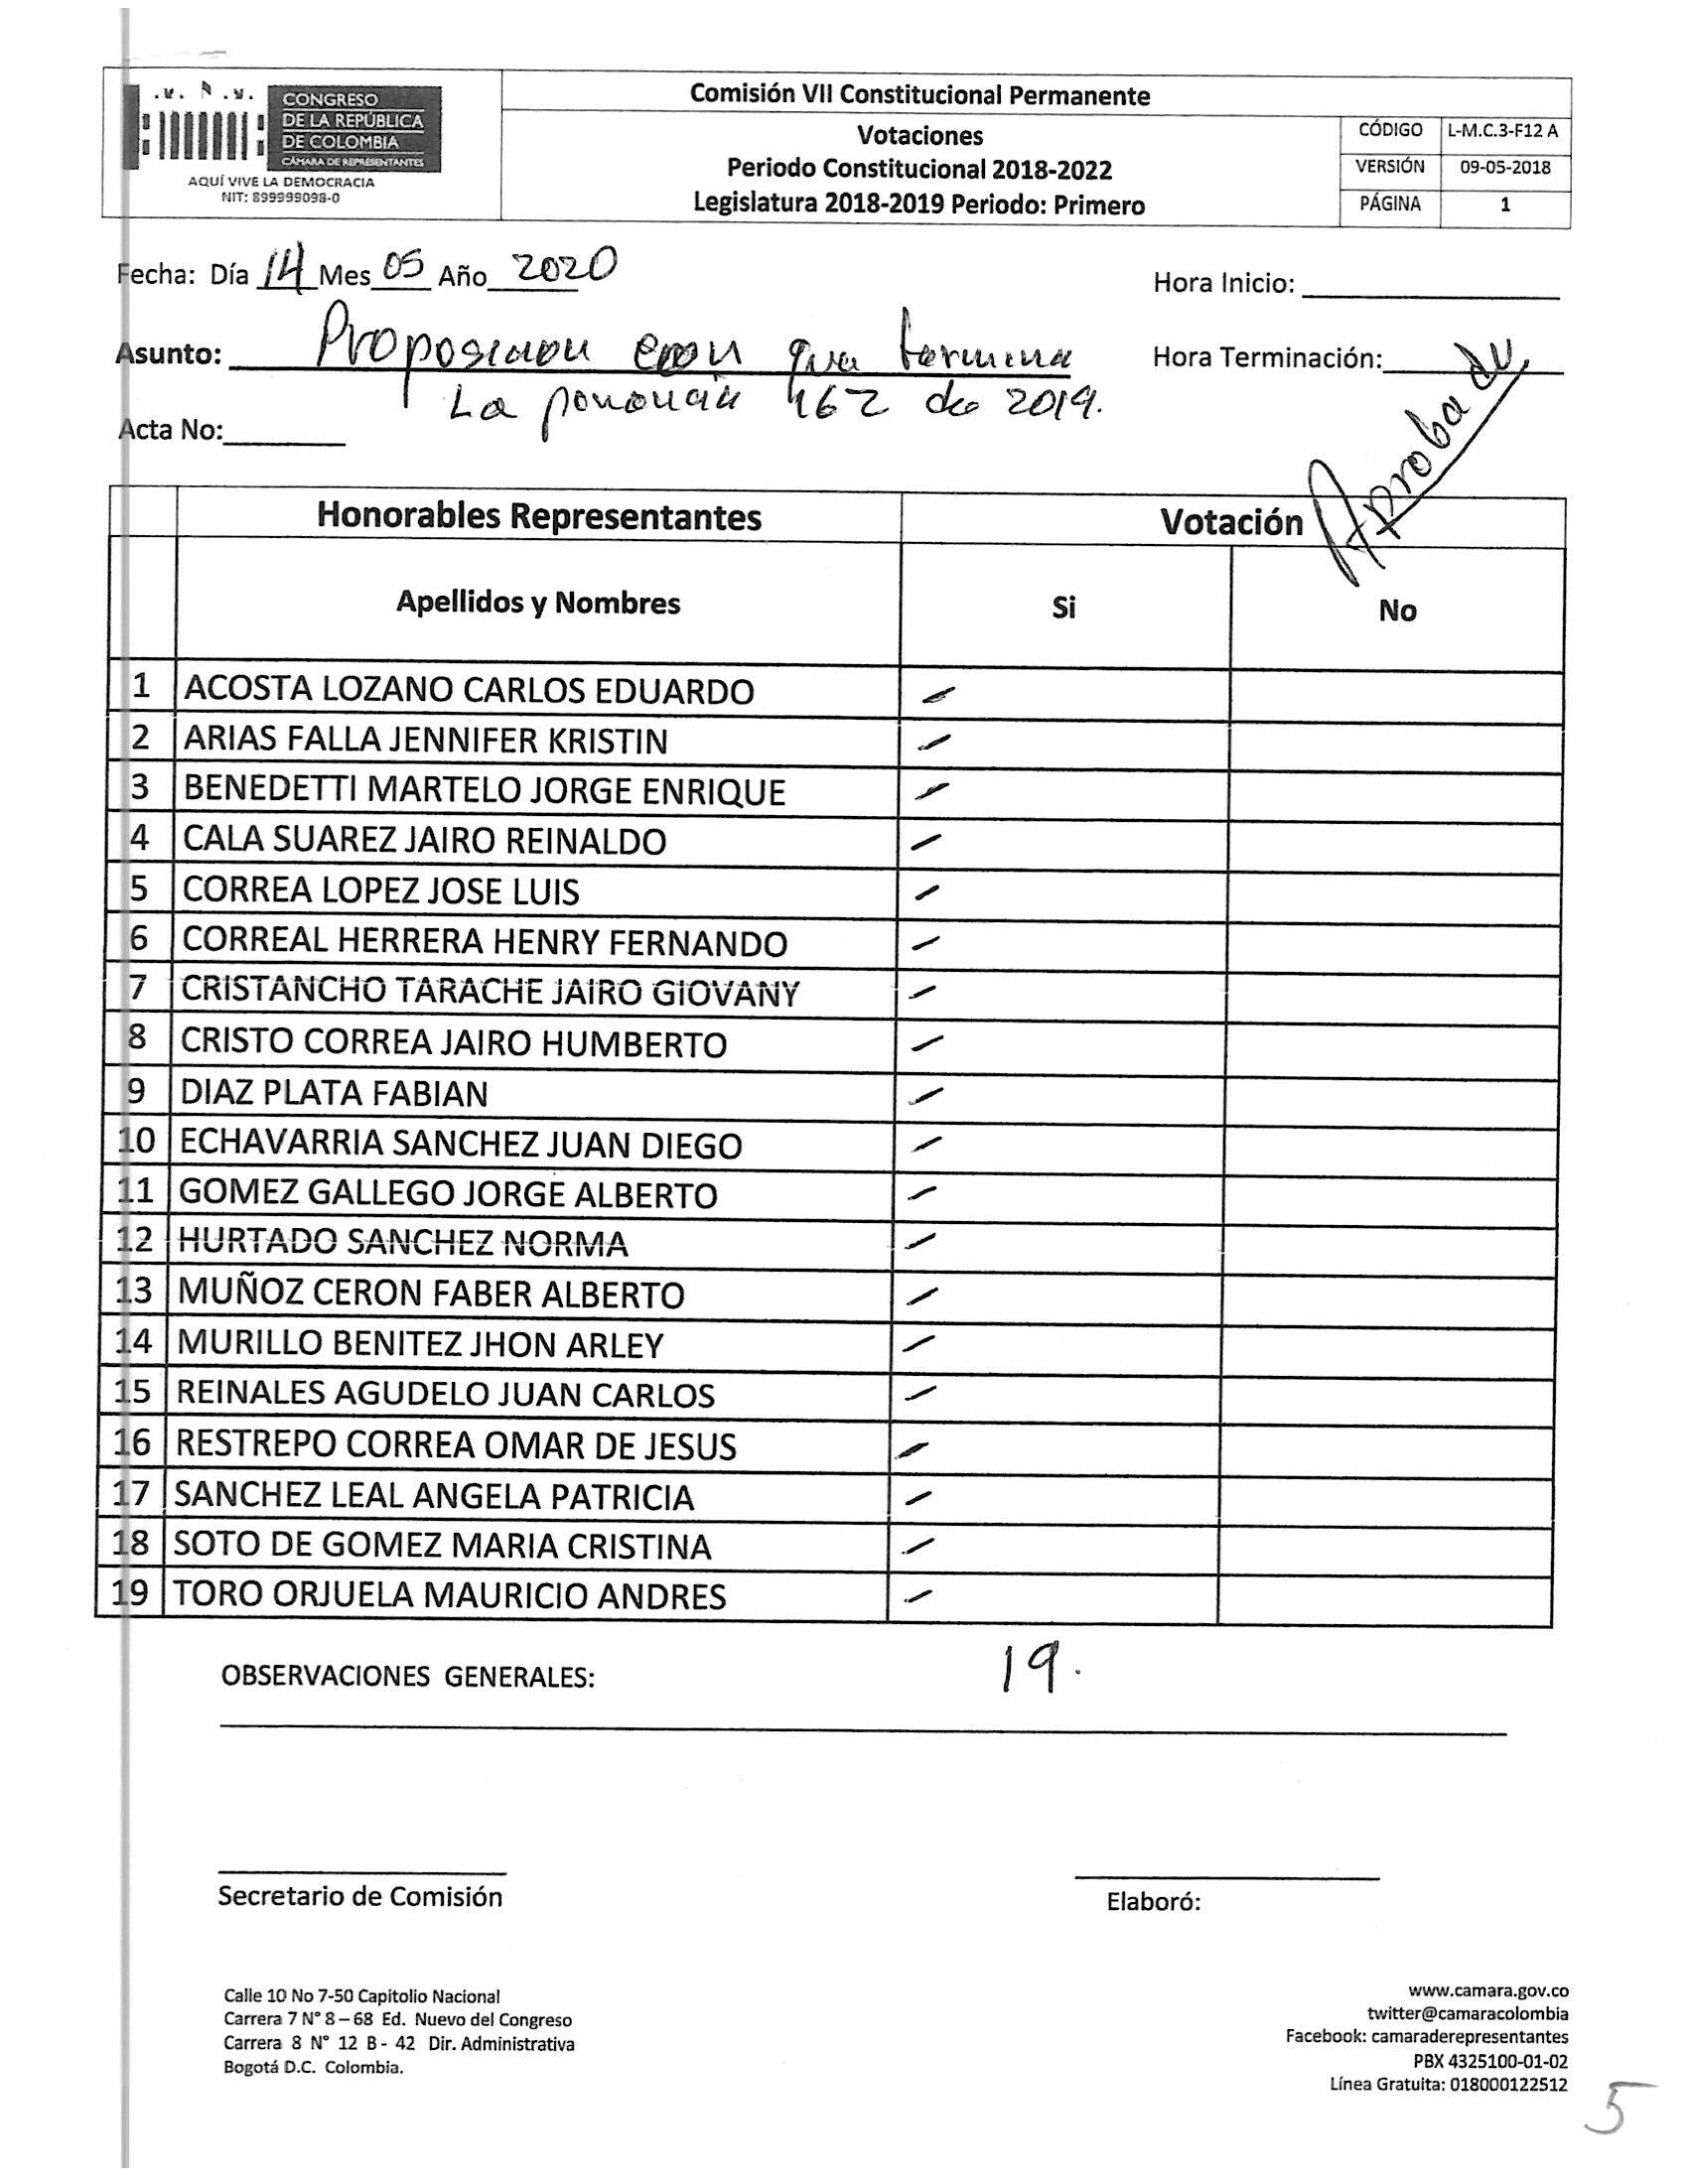 CONGRESO
DE LA REPÚBLICA
DE COLOMBIA
CÁMARA DE REPRESENTANTES
AQUÍ VIVE LA DEMOCRACIA
NIT: 899999098-0
Comisión VII Constitucional Permanente
Votaciones
Periodo Constitucional 2018-2022
Legislatura 2018-2019 Periodo: Primero
CÓDIGO L-M.C.3-F12 A
VERSIÓN 09-05-2018
PÁGINA 1
Fecha: Día 14 Mes 05 Año 2020
Hora Inicio:
Asunto: Proposicion con que termina
Hora Terminación:
La ponencia 162 de 2019.
Acta No:
Aprobado
Honorables Representantes Votación
Apellidos y Nombres Si No
1 ACOSTA LOZANO CARLOS EDUARDO
2 ARIAS FALLA JENNIFER KRISTIN
3 BENEDETTI MARTELO JORGE ENRIQUE
4 CALA SUAREZ JAIRO REINALDO
5 CORREA LOPEZ JOSE LUIS
6 CORREAL HERRERA HENRY FERNANDO
7 CRISTANCHO TARACHE JAIRO GIOVANY
8 CRISTO CORREA JAIRO HUMBERTO
9 DIAZ PLATA FABIAN
10 ECHAVARRIA SANCHEZ JUAN DIEGO
11 GOMEZ GALLEGO JORGE ALBERTO
12 HURTADO SANCHEZ NORMA
13 MUÑOZ CERON FABER ALBERTO
14 MURILLO BENITEZ JHON ARLEY
15 REINALES AGUDELO JUAN CARLOS
16 RESTREPO CORREA OMAR DE JESUS
17 SANCHEZ LEAL ANGELA PATRICIA
18 SOTO DE GOMEZ MARIA CRISTINA
19 TORO ORJUELA MAURICIO ANDRES
OBSERVACIONES GENERALES: 19.
Secretario de Comisión
Elaboró:
Calle 10 No 7-50 Capitolio Nacional
Carrera 7 N° 8 – 68 Ed. Nuevo del Congreso
Carrera 8 N° 12 B - 42 Dir. Administrativa
Bogotá D.C. Colombia.
www.camara.gov.co
twitter@camaracolombia
Facebook: camaraderepresentantes
PBX 4325100-01-02
Línea Gratuita: 018000122512
5